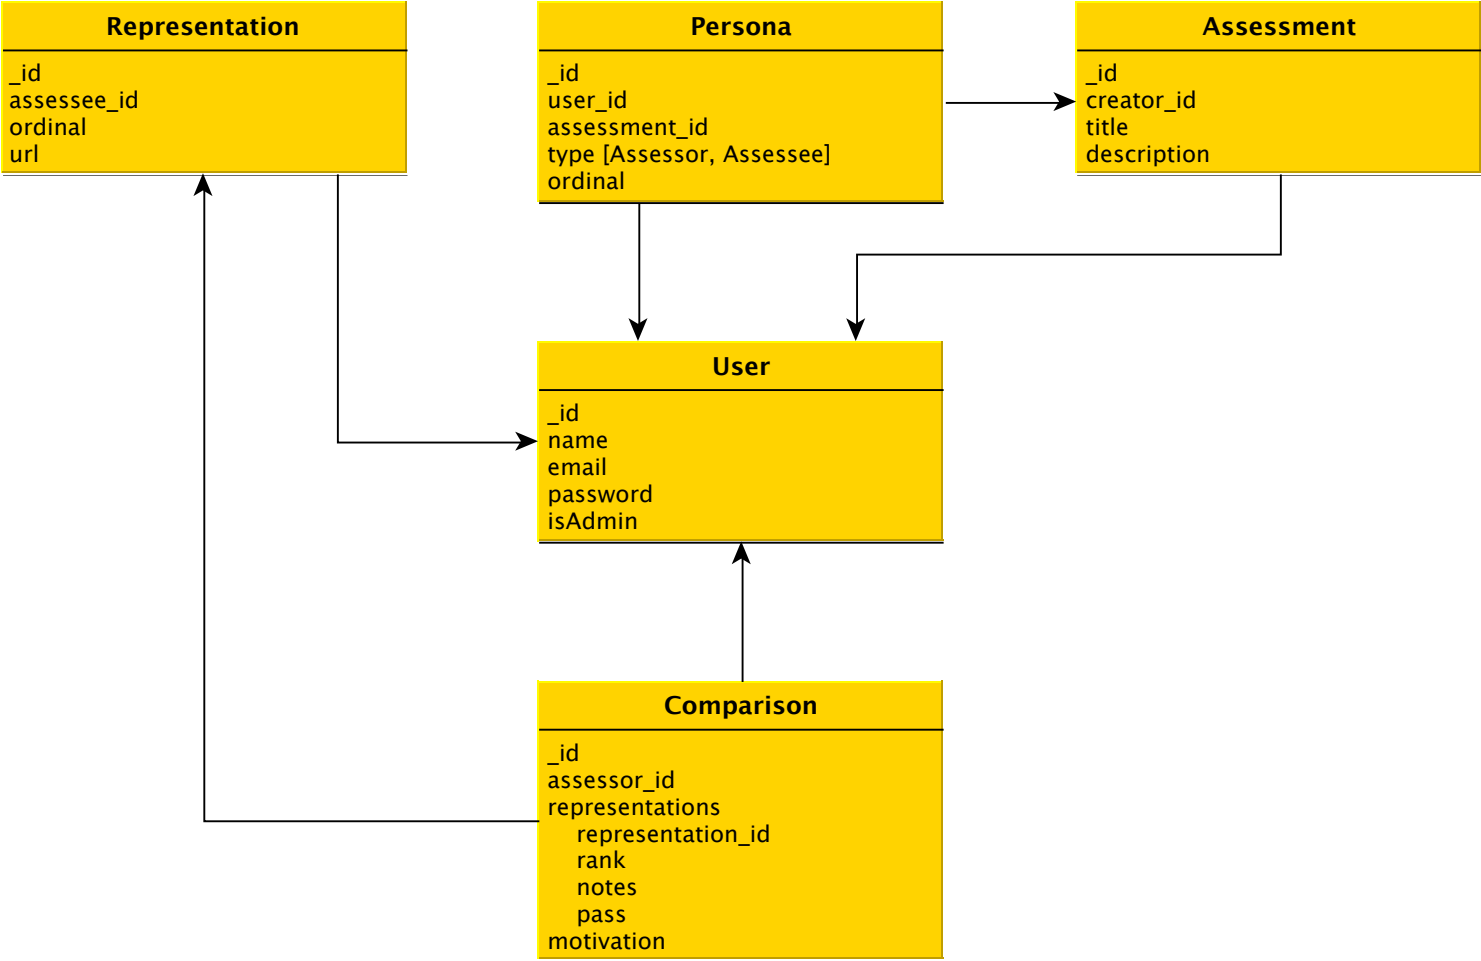 Representation
_id
assessee_id
ordinal
url
Persona
_id
user_id
assessment_id
type [Assessor, Assessee]
ordinal
Assessment
_id
creator_id
title
description
User
_id
name
email
password
isAdmin
Comparison
_id
assessor_id
representations
representation_id
rank
notes
pass
motivation